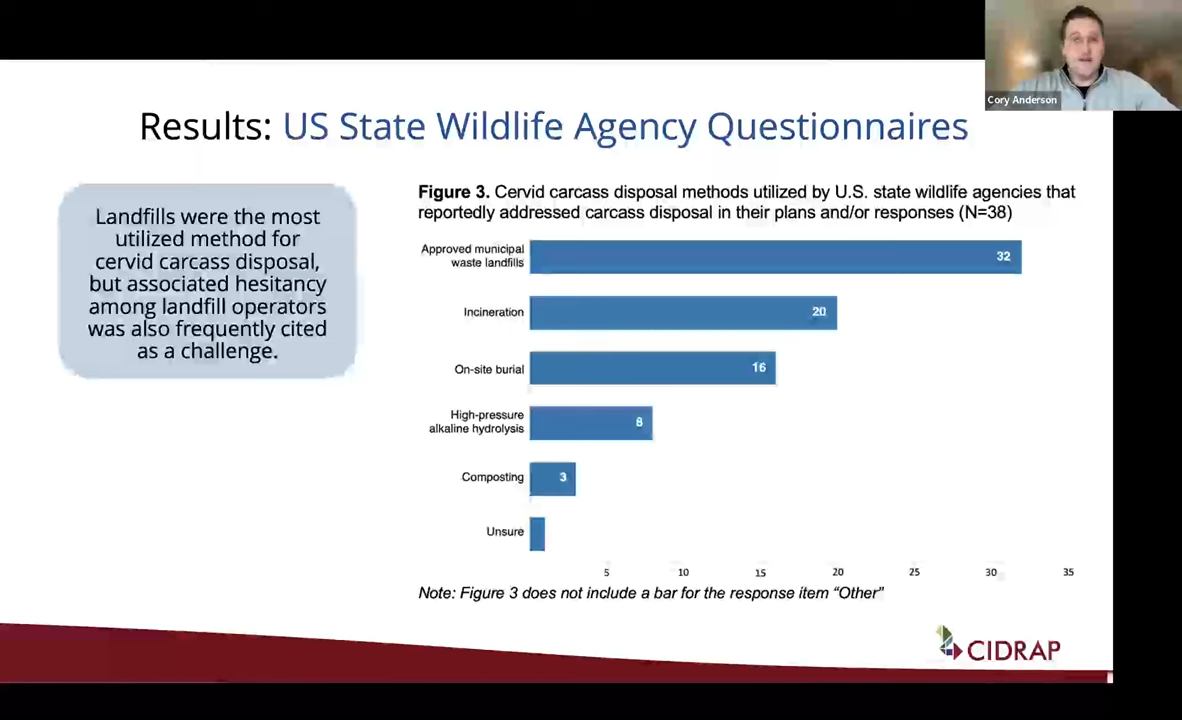 Cory Anderson
Results: US State Wildlife Agency Questionnaires
Landfills were the most
utilized method for
cervid carcass disposal,
but associated hesitancy
among landfill operators
was also frequently cited
as a challenge.
Figure 3. Cervid carcass disposal methods utilized by U.S. state wildlife agencies that
reportedly addressed carcass disposal in their plans and/or responses (N=38)
Approved municipal
waste landfills
32
Incineration
20
On-site burial
16
High-pressure
alkaline hydrolysis
8
Composting
3
Unsure
5 10 15 20 25 30 35
Note: Figure 3 does not include a bar for the response item “Other”
CIDRAP